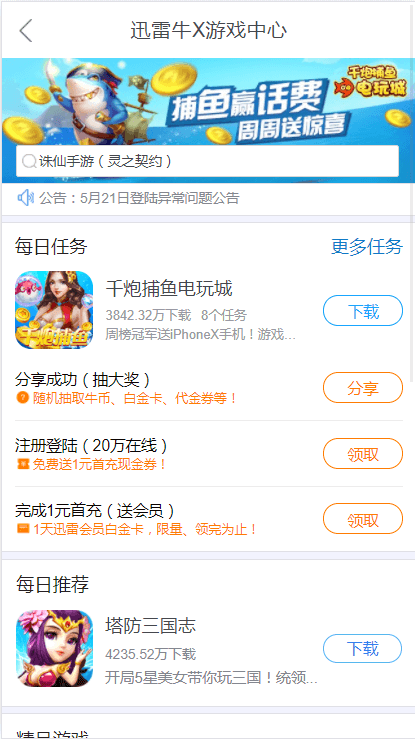 迅雷牛X游戏中心
千炮捕鱼
电玩城
捕鱼赢话费
周周送惊喜
诛仙手游（灵之契约）
公告：5月21日登陆异常问题公告
每日任务
更多任务
千炮捕鱼
千炮捕鱼电玩城
3842.32万下载 8个任务
周榜冠军送iPhoneX手机！游戏...
下载
分享成功（抽大奖）
随机抽取牛币、白金卡、代金券等！
分享
注册登陆（20万在线）
免费送1元首充现金券！
领取
完成1元首充（送会员）
1天迅雷会员白金卡，限量、领完为止！
领取
每日推荐
塔防三国志
4235.52万下载
开局5星美女带你玩三国！统领...
下载
精品游戏